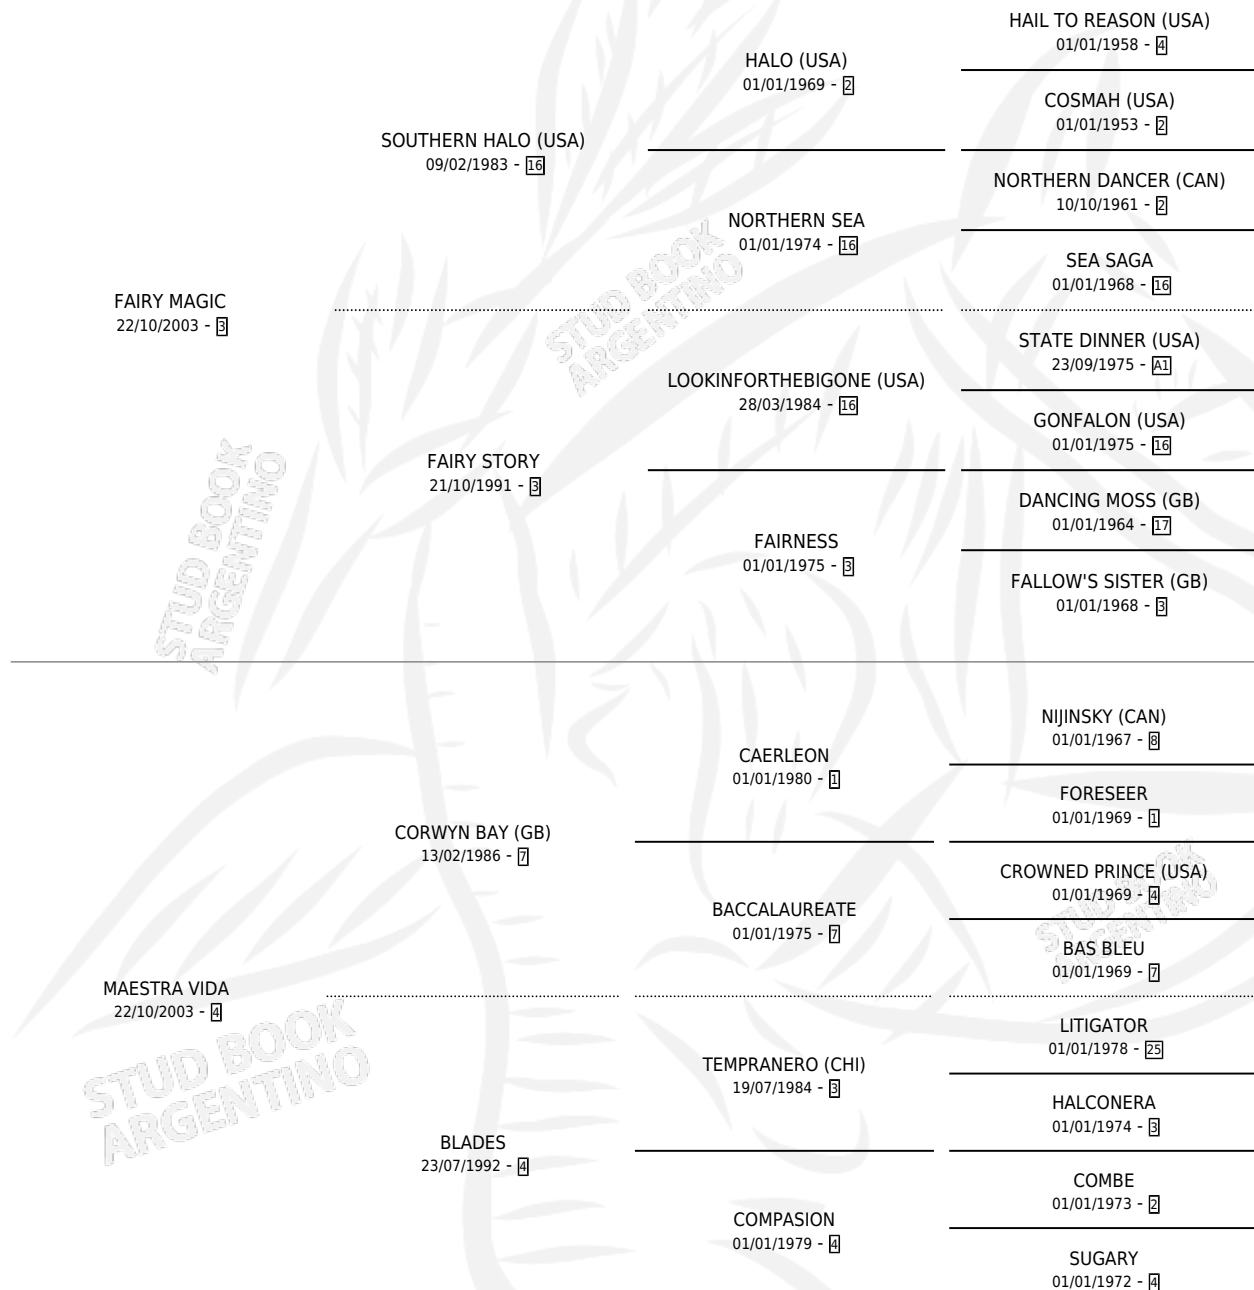 HAIL TO REASON (USA)
01/01/1958 - 4
HALO (USA)
01/01/1969 - 2
COSMAH (USA)
01/01/1953 - 2
SOUTHERN HALO (USA)
09/02/1983 - 16
NORTHERN DANCER (CAN)
10/10/1961 - 2
NORTHERN SEA
01/01/1974 - 16
SEA SAGA
01/01/1968 - 16
FAIRY MAGIC
22/10/2003 - 3
STATE DINNER (USA)
23/09/1975 - A1
LOOKINFORTHEBIGONE (USA)
28/03/1984 - 16
GONFALON (USA)
01/01/1975 - 16
FAIRY STORY
21/10/1991 - 3
DANCING MOSS (GB)
01/01/1964 - 17
FAIRNESS
01/01/1975 - 3
FALLOW'S SISTER (GB)
01/01/1968 - 3
NIJINSKY (CAN)
01/01/1967 - 8
CAERLEON
01/01/1980 - 1
FORESEER
01/01/1969 - 1
CORWYN BAY (GB)
13/02/1986 - 7
CROWNED PRINCE (USA)
01/01/1969 - 4
BACCALAUREATE
01/01/1975 - 7
BAS BLEU
01/01/1969 - 7
MAESTRA VIDA
22/10/2003 - 4
LITIGATOR
01/01/1978 - 25
TEMPRANERO (CHI)
19/07/1984 - 3
HALCONERA
01/01/1974 - 3
BLADES
23/07/1992 - 4
COMBE
01/01/1973 - 2
COMPASION
01/01/1979 - 4
SUGARY
01/01/1972 - 4
STUD BOOK
ARGENTINO
STUD BOOK
ARGENTINO
STUD BOOK
ARGENTINO
STUD BOOK
ARGENTINO